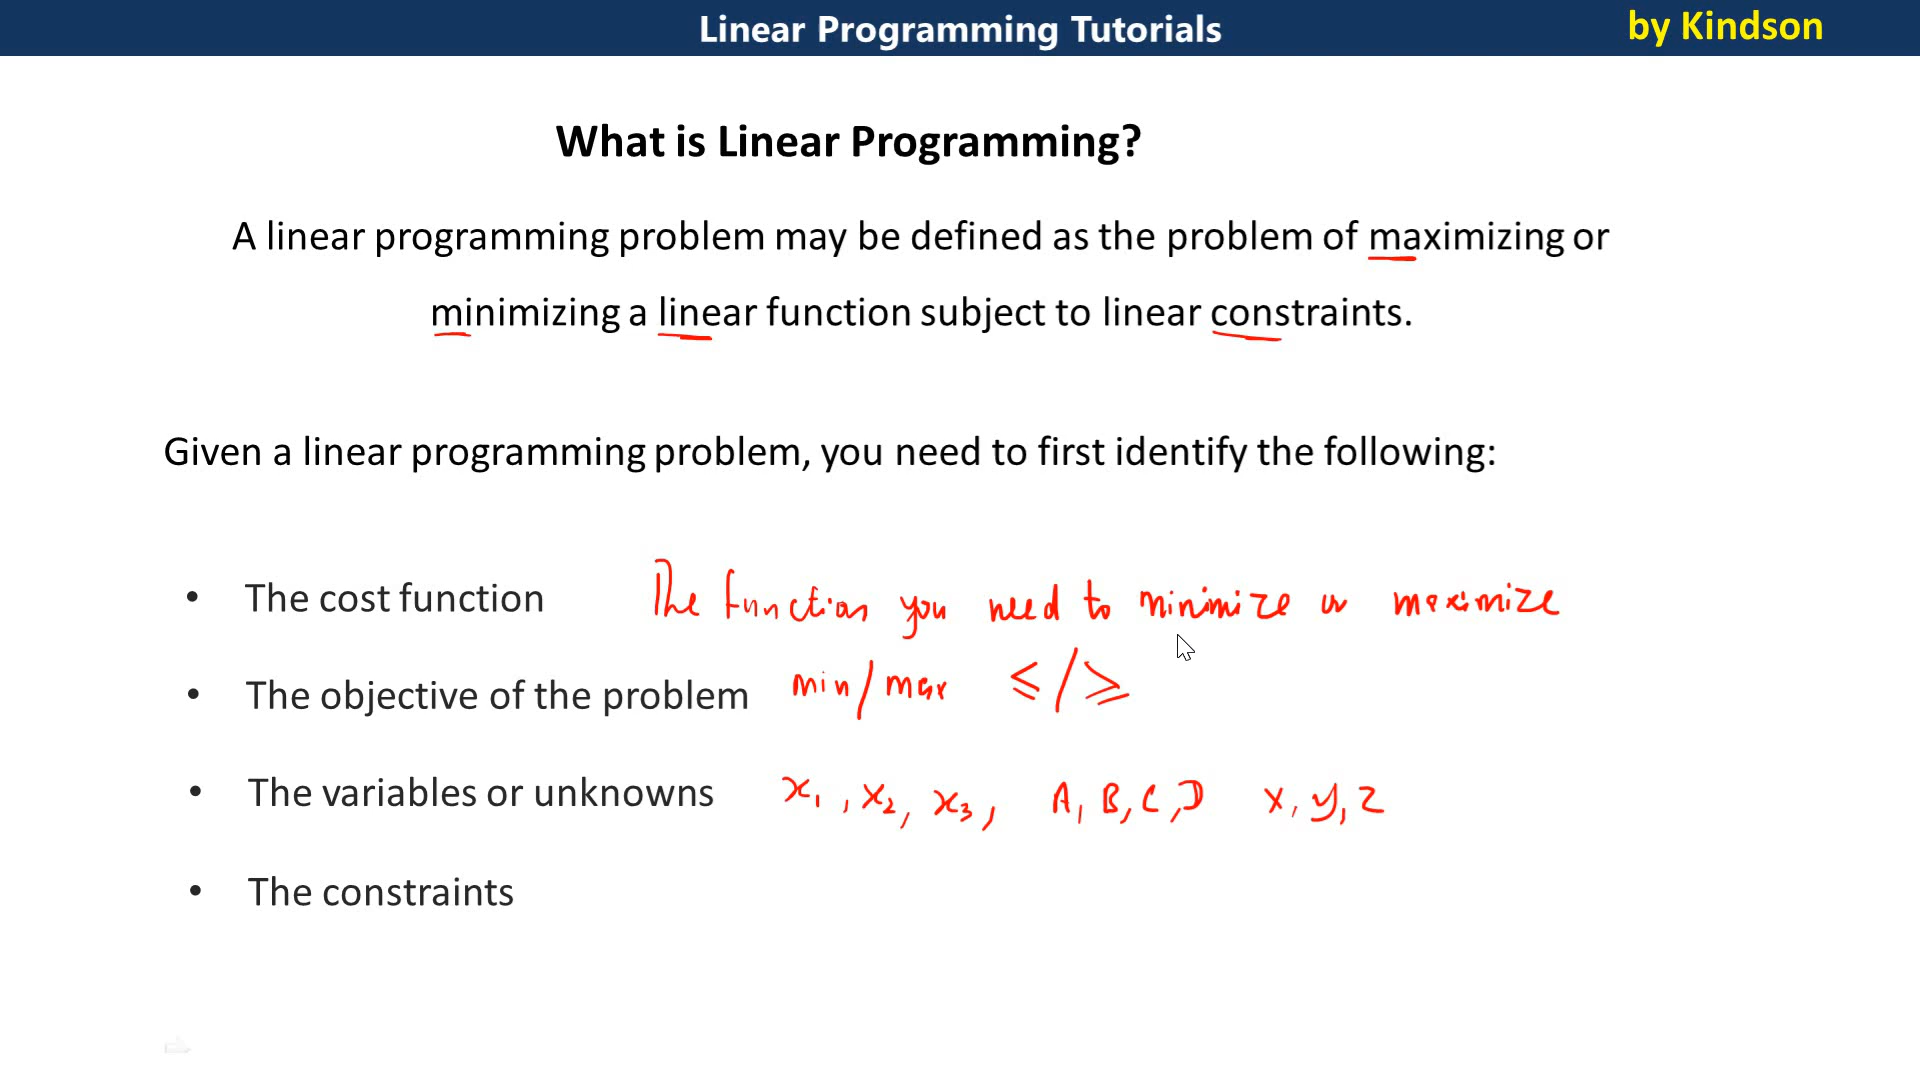 Linear Programming Tutorials by Kindson
What is Linear Programming?
A linear programming problem may be defined as the problem of maximizing or
minimizing a linear function subject to linear constraints.
Given a linear programming problem, you need to first identify the following:
• The cost function The function you need to minimize or maximize
• The objective of the problem min/max ≤/≥
• The variables or unknowns x₁, x₂, x₃, A, B, C, D x, y, z
• The constraints